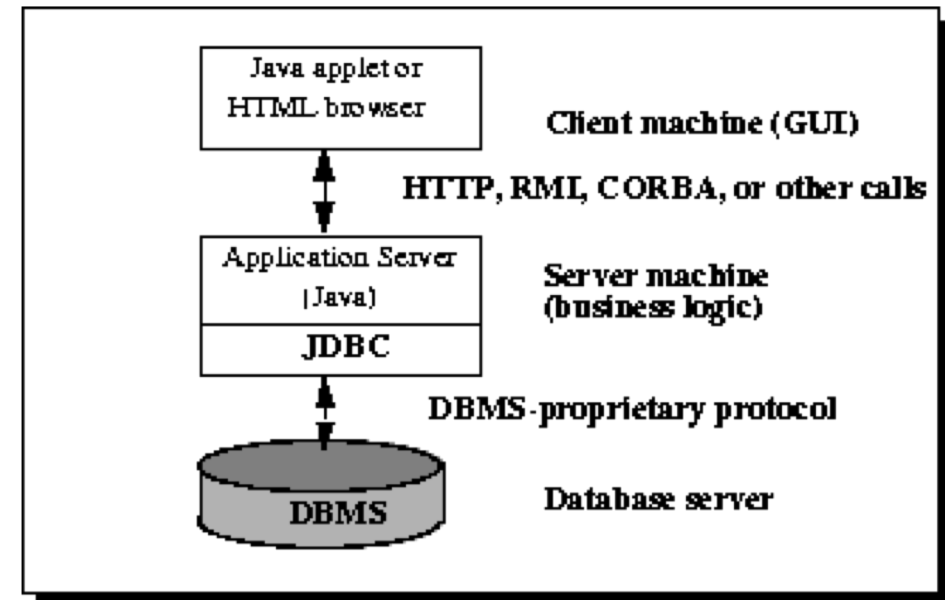 Java applet or
HTML browser
Client machine (GUI)
HTTP, RMI, CORBA, or other calls
Application Server
(Java)
Server machine
(business logic)
JDBC
DBMS-proprietary protocol
DBMS
Database server